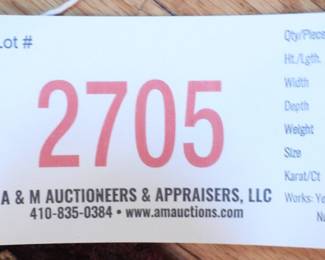 Lot #
2705
A & M AUCTIONEERS & APPRAISERS, LLC
410-835-0384 • www.amauctions.com
Qty/Piece
Ht./Lgth.
Width
Depth
Weight
Size
Karat/Ct
Works: Ye